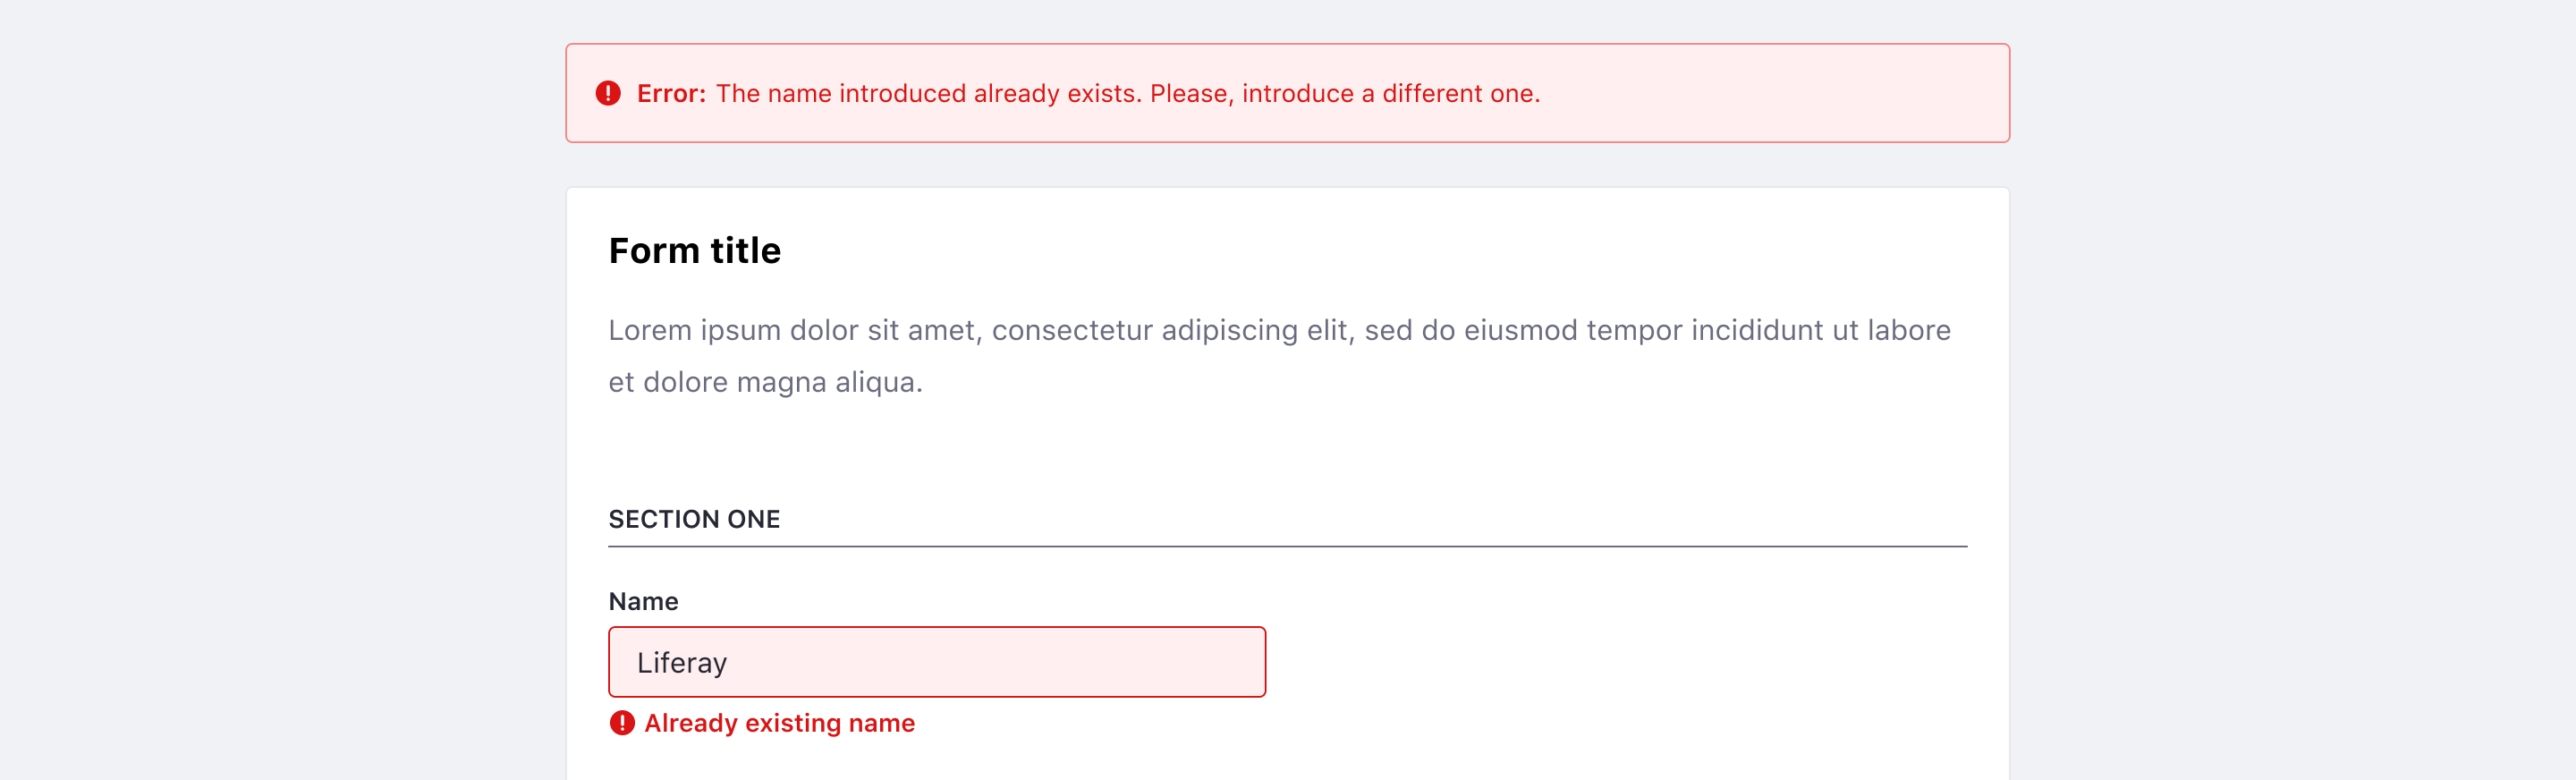 Error: The name introduced already exists. Please, introduce a different one.
Form title
Lorem ipsum dolor sit amet, consectetur adipiscing elit, sed do eiusmod tempor incididunt ut labore
et dolore magna aliqua.
SECTION ONE
Name
Liferay
Already existing name